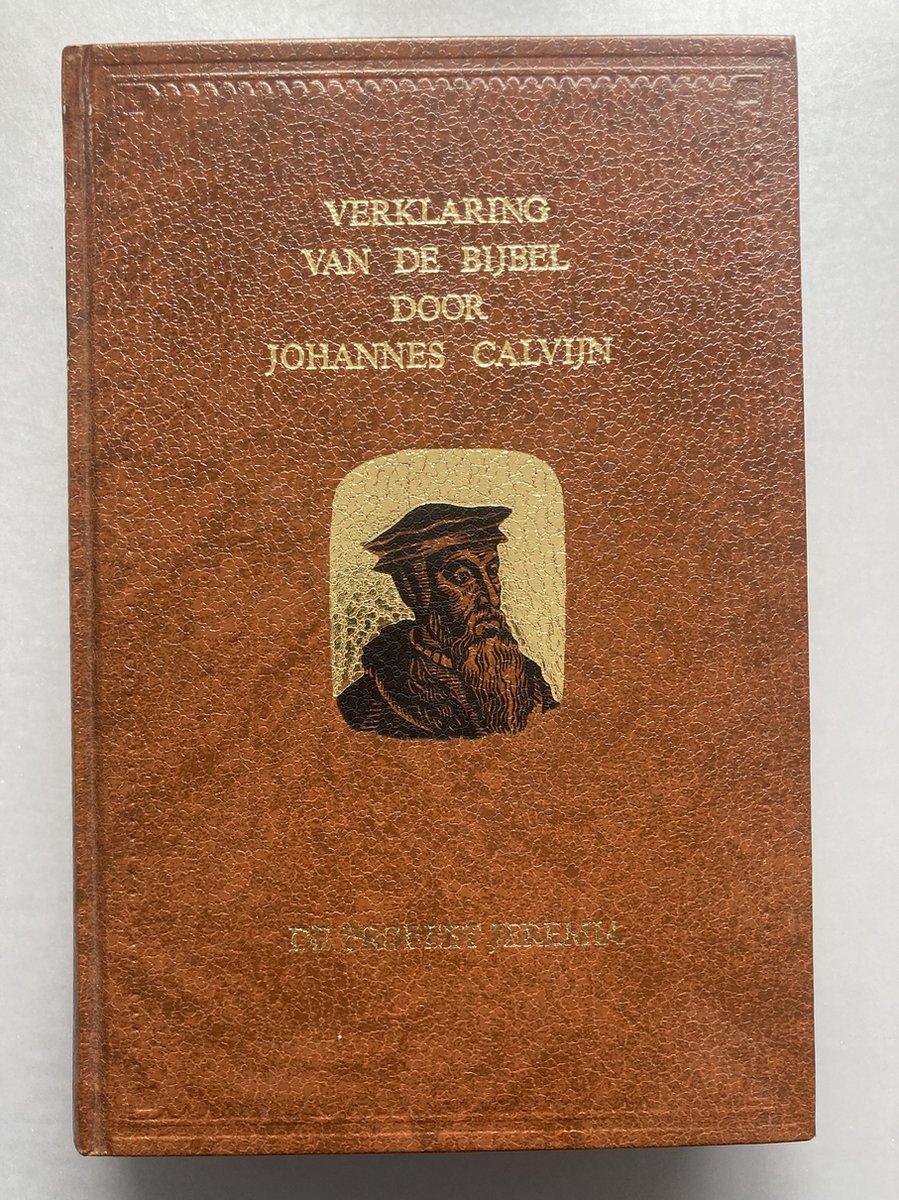 VERKLARING
VAN DE BIJBEL
DOOR
JOHANNES CALVIJN
DE PROFEET JEREMIA